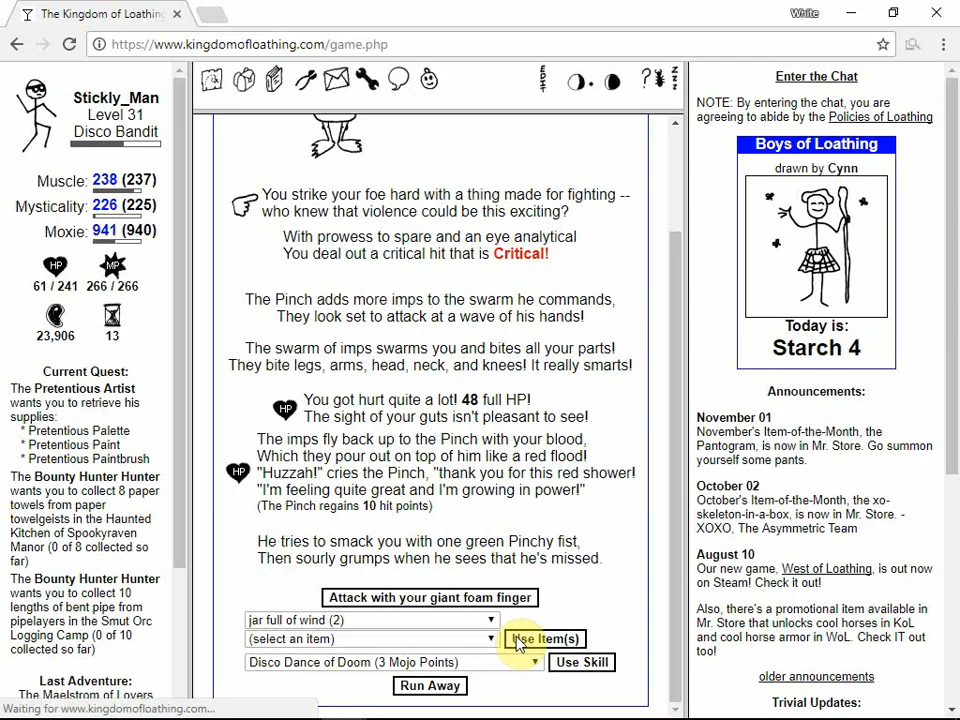 The Kingdom of Loathing
White
https://www.kingdomofloathing.com/game.php
Stickly_Man
Level 31
Disco Bandit
Muscle: 238 (237)
Mysticality: 226 (225)
Moxie: 941 (940)
HP
MP
61 / 241
266 / 266
23,906
13
Current Quest:
The Pretentious Artist
wants you to retrieve his
supplies:
* Pretentious Palette
* Pretentious Paint
* Pretentious Paintbrush
The Bounty Hunter Hunter
wants you to collect 8 paper
towels from paper
towelgeists in the Haunted
Kitchen of Spookyraven
Manor (0 of 8 collected so
far)
The Bounty Hunter Hunter
wants you to collect 10
lengths of bent pipe from
pipelayers in the Smut Orc
Logging Camp (0 of 10
collected so far)
Last Adventure:
The Maelstrom of Lovers
Waiting for www.kingdomofloathing.com...
EDIT
ZZZ
You strike your foe hard with a thing made for fighting --
who knew that violence could be this exciting?
With prowess to spare and an eye analytical
You deal out a critical hit that is Critical!
The Pinch adds more imps to the swarm he commands,
They look set to attack at a wave of his hands!
The swarm of imps swarms you and bites all your parts!
They bite legs, arms, head, neck, and knees! It really smarts!
HP
You got hurt quite a lot! 48 full HP!
The sight of your guts isn't pleasant to see!
The imps fly back up to the Pinch with your blood,
Which they pour out on top of him like a red flood!
HP
"Huzzah!" cries the Pinch, "thank you for this red shower!
"I'm feeling quite great and I'm growing in power!"
(The Pinch regains 10 hit points)
He tries to smack you with one green Pinchy fist,
Then sourly grumps when he sees that he's missed.
Attack with your giant foam finger
jar full of wind (2)
(select an item)
Use Item(s)
Disco Dance of Doom (3 Mojo Points)
Use Skill
Run Away
Enter the Chat
NOTE: By entering the chat, you are
agreeing to abide by the Policies of Loathing
Boys of Loathing
drawn by Cynn
Today is:
Starch 4
Announcements:
November 01
November's Item-of-the-Month, the
Pantogram, is now in Mr. Store. Go summon
yourself some pants.
October 02
October's Item-of-the-Month, the xo-
skeleton-in-a-box, is now in Mr. Store. -
XOXO, The Asymmetric Team
August 10
Our new game, West of Loathing, is out now
on Steam! Check it out!
Also, there's a promotional item available in
Mr. Store that unlocks cool horses in KoL
and cool horse armor in WoL. Check IT out
too!
older announcements
Trivial Updates: